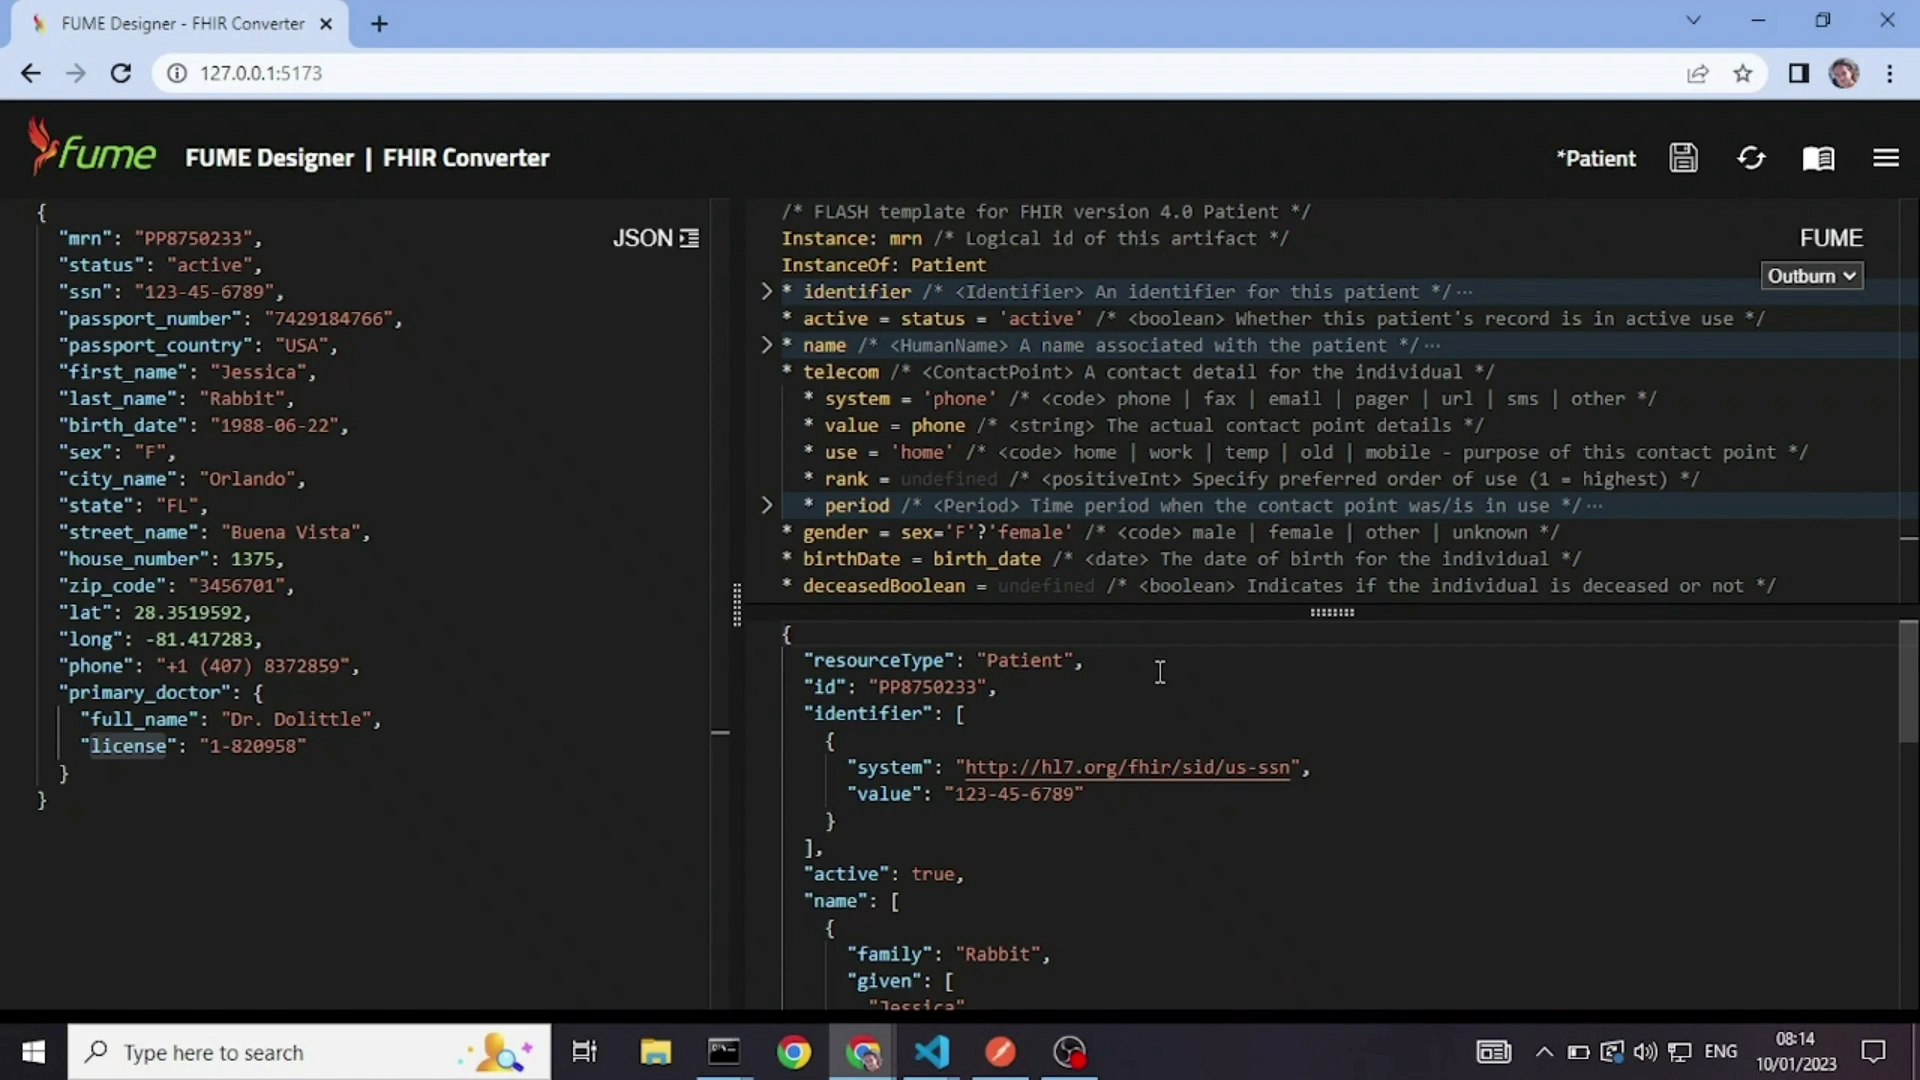 FUME Designer - FHIR Converter
127.0.0.1:5173
fume
FUME Designer | FHIR Converter
*Patient
{
"mrn": "PP8750233",
"status": "active",
"ssn": "123-45-6789",
"passport_number": "7429184766",
"passport_country": "USA",
"first_name": "Jessica",
"last_name": "Rabbit",
"birth_date": "1988-06-22",
"sex": "F",
"city_name": "Orlando",
"state": "FL",
"street_name": "Buena Vista",
"house_number": 1375,
"zip_code": "3456701",
"lat": 28.3519592,
"long": -81.417283,
"phone": "+1 (407) 8372859",
"primary_doctor": {
"full_name": "Dr. Dolittle",
"license": "1-820958"
}
}
JSON
/* FLASH template for FHIR version 4.0 Patient */
Instance: mrn /* Logical id of this artifact */
InstanceOf: Patient
* identifier /* <Identifier> An identifier for this patient */ ...
* active = status = 'active' /* <boolean> Whether this patient's record is in active use */
* name /* <HumanName> A name associated with the patient */ ...
* telecom /* <ContactPoint> A contact detail for the individual */
* system = 'phone' /* <code> phone | fax | email | pager | url | sms | other */
* value = phone /* <string> The actual contact point details */
* use = 'home' /* <code> home | work | temp | old | mobile - purpose of this contact point */
* rank = undefined /* <positiveInt> Specify preferred order of use (1 = highest) */
* period /* <Period> Time period when the contact point was/is in use */ ...
* gender = sex='F'?'female' /* <code> male | female | other | unknown */
* birthDate = birth_date /* <date> The date of birth for the individual */
* deceasedBoolean = undefined /* <boolean> Indicates if the individual is deceased or not */
FUME
Outburn
{
"resourceType": "Patient",
"id": "PP8750233",
"identifier": [
{
"system": "http://hl7.org/fhir/sid/us-ssn",
"value": "123-45-6789"
}
],
"active": true,
"name": [
{
"family": "Rabbit",
"given": [
"Jessica"
Type here to search
ENG
08:14
10/01/2023